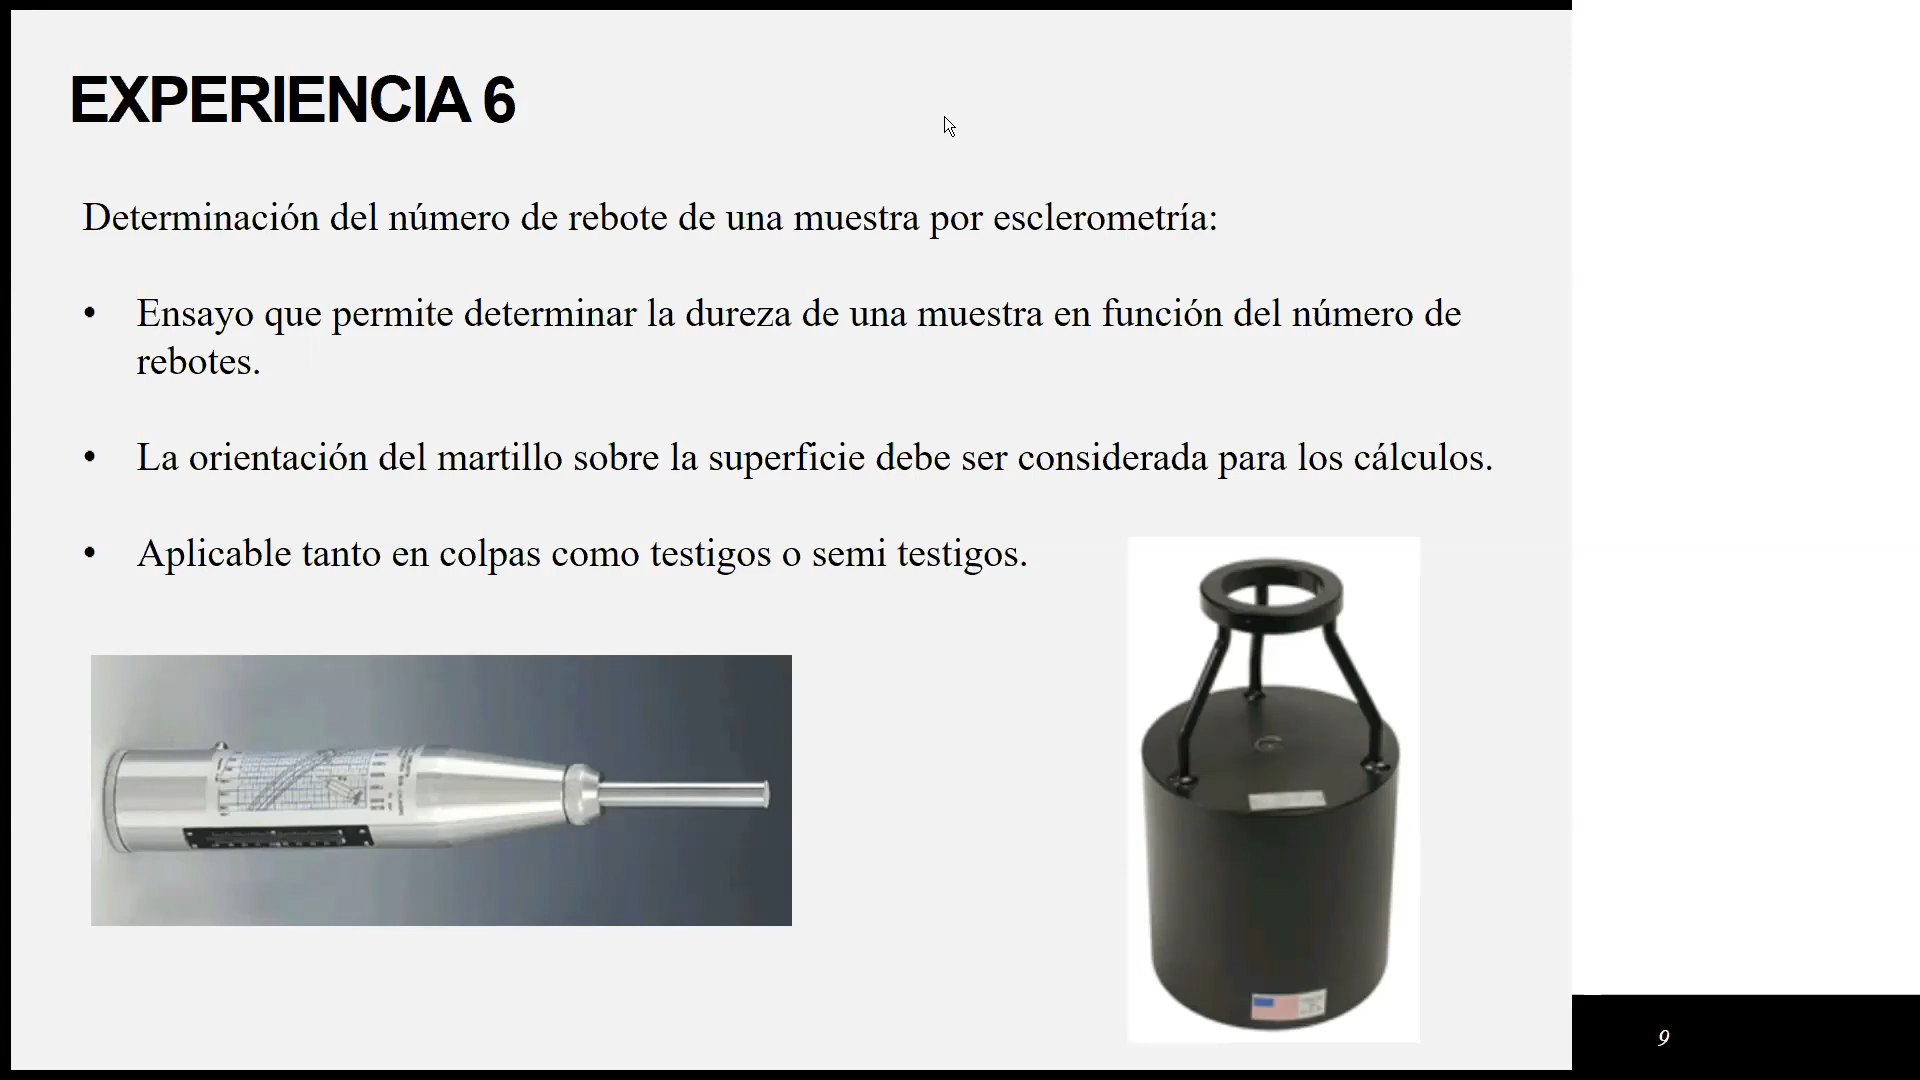 EXPERIENCIA 6
Determinación del número de rebote de una muestra por esclerometría:
• Ensayo que permite determinar la dureza de una muestra en función del número de
rebotes.
• La orientación del martillo sobre la superficie debe ser considerada para los cálculos.
• Aplicable tanto en colpas como testigos o semi testigos.
9